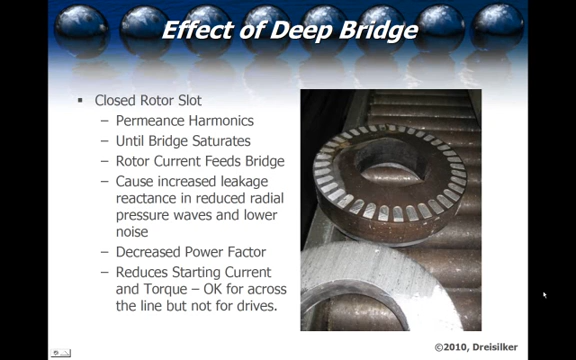 Effect of Deep Bridge
▪ Closed Rotor Slot
– Permeance Harmonics
– Until Bridge Saturates
– Rotor Current Feeds Bridge
– Cause increased leakage
reactance in reduced radial
pressure waves and lower
noise
– Decreased Power Factor
– Reduces Starting Current
and Torque – OK for across
the line but not for drives.
©2010, Dreisilker